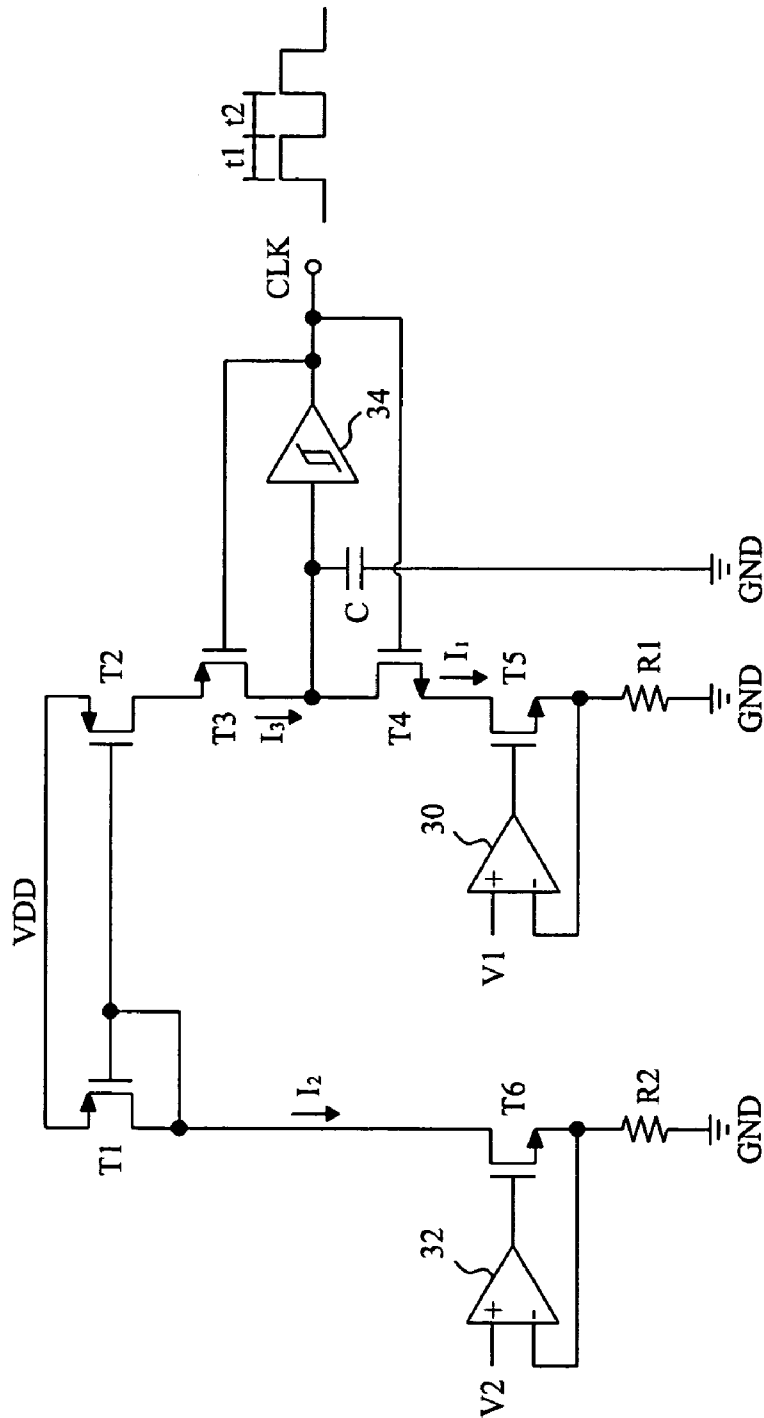 VDD
T1
T2
I₂
T3
I₃
t1
t2
CLK
34
C
T4
I₁
30
T5
V1
+
-
R1
GND
GND
32
T6
V2
+
-
R2
GND